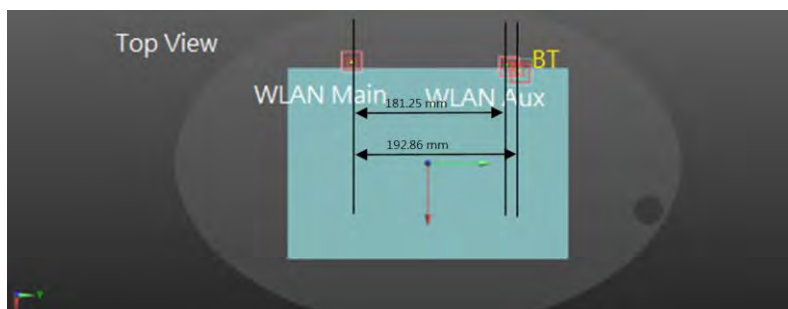 Top View
BT
WLAN Main
WLAN Aux
181.25 mm
192.86 mm
Y